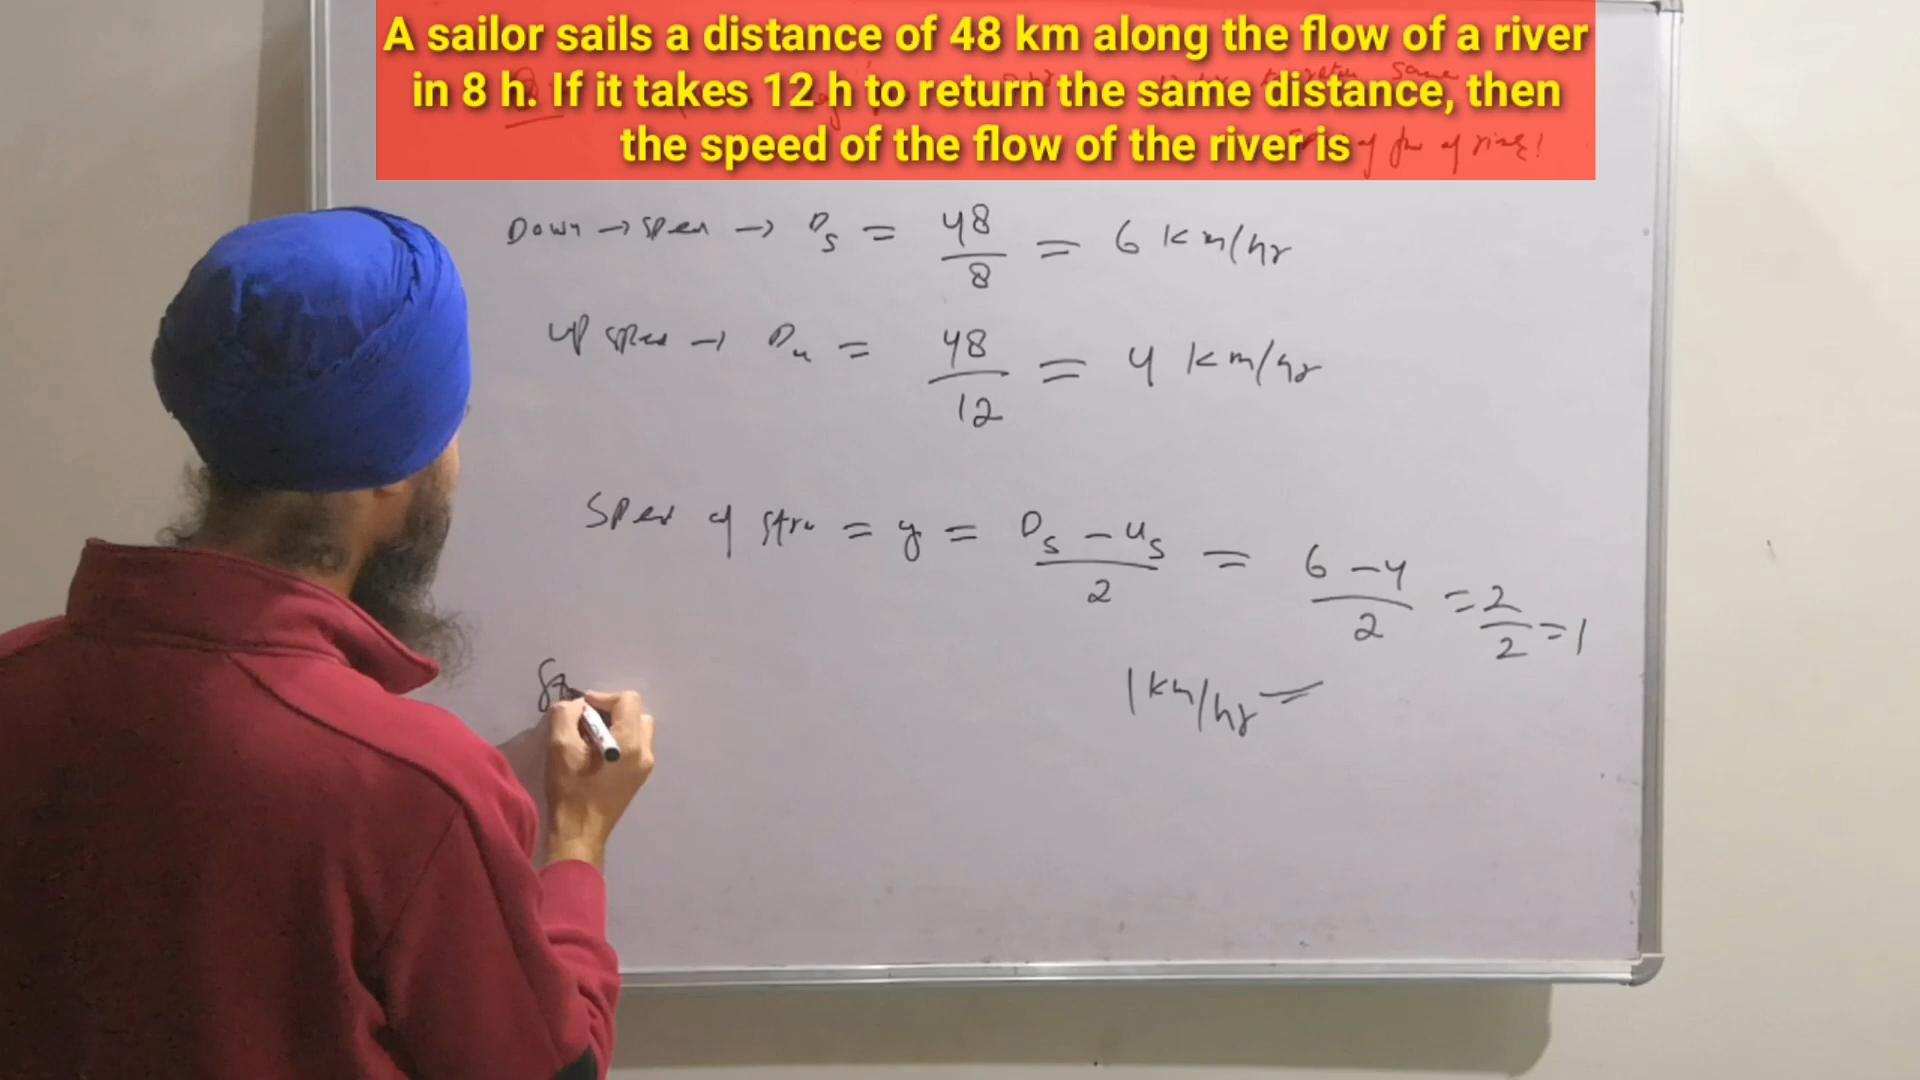 A sailor sails a distance of 48 km along the flow of a river
in 8 h. If it takes 12 h to return the same distance, then
the speed of the flow of the river is
Down → Speed → Ds = 48/8 = 6 km/hr
up speed → Du = 48/12 = 4 km/hr
Speed of = y = Ds - us/2 = 6 - 4/2 = 2/2 = 1
1 km/hr